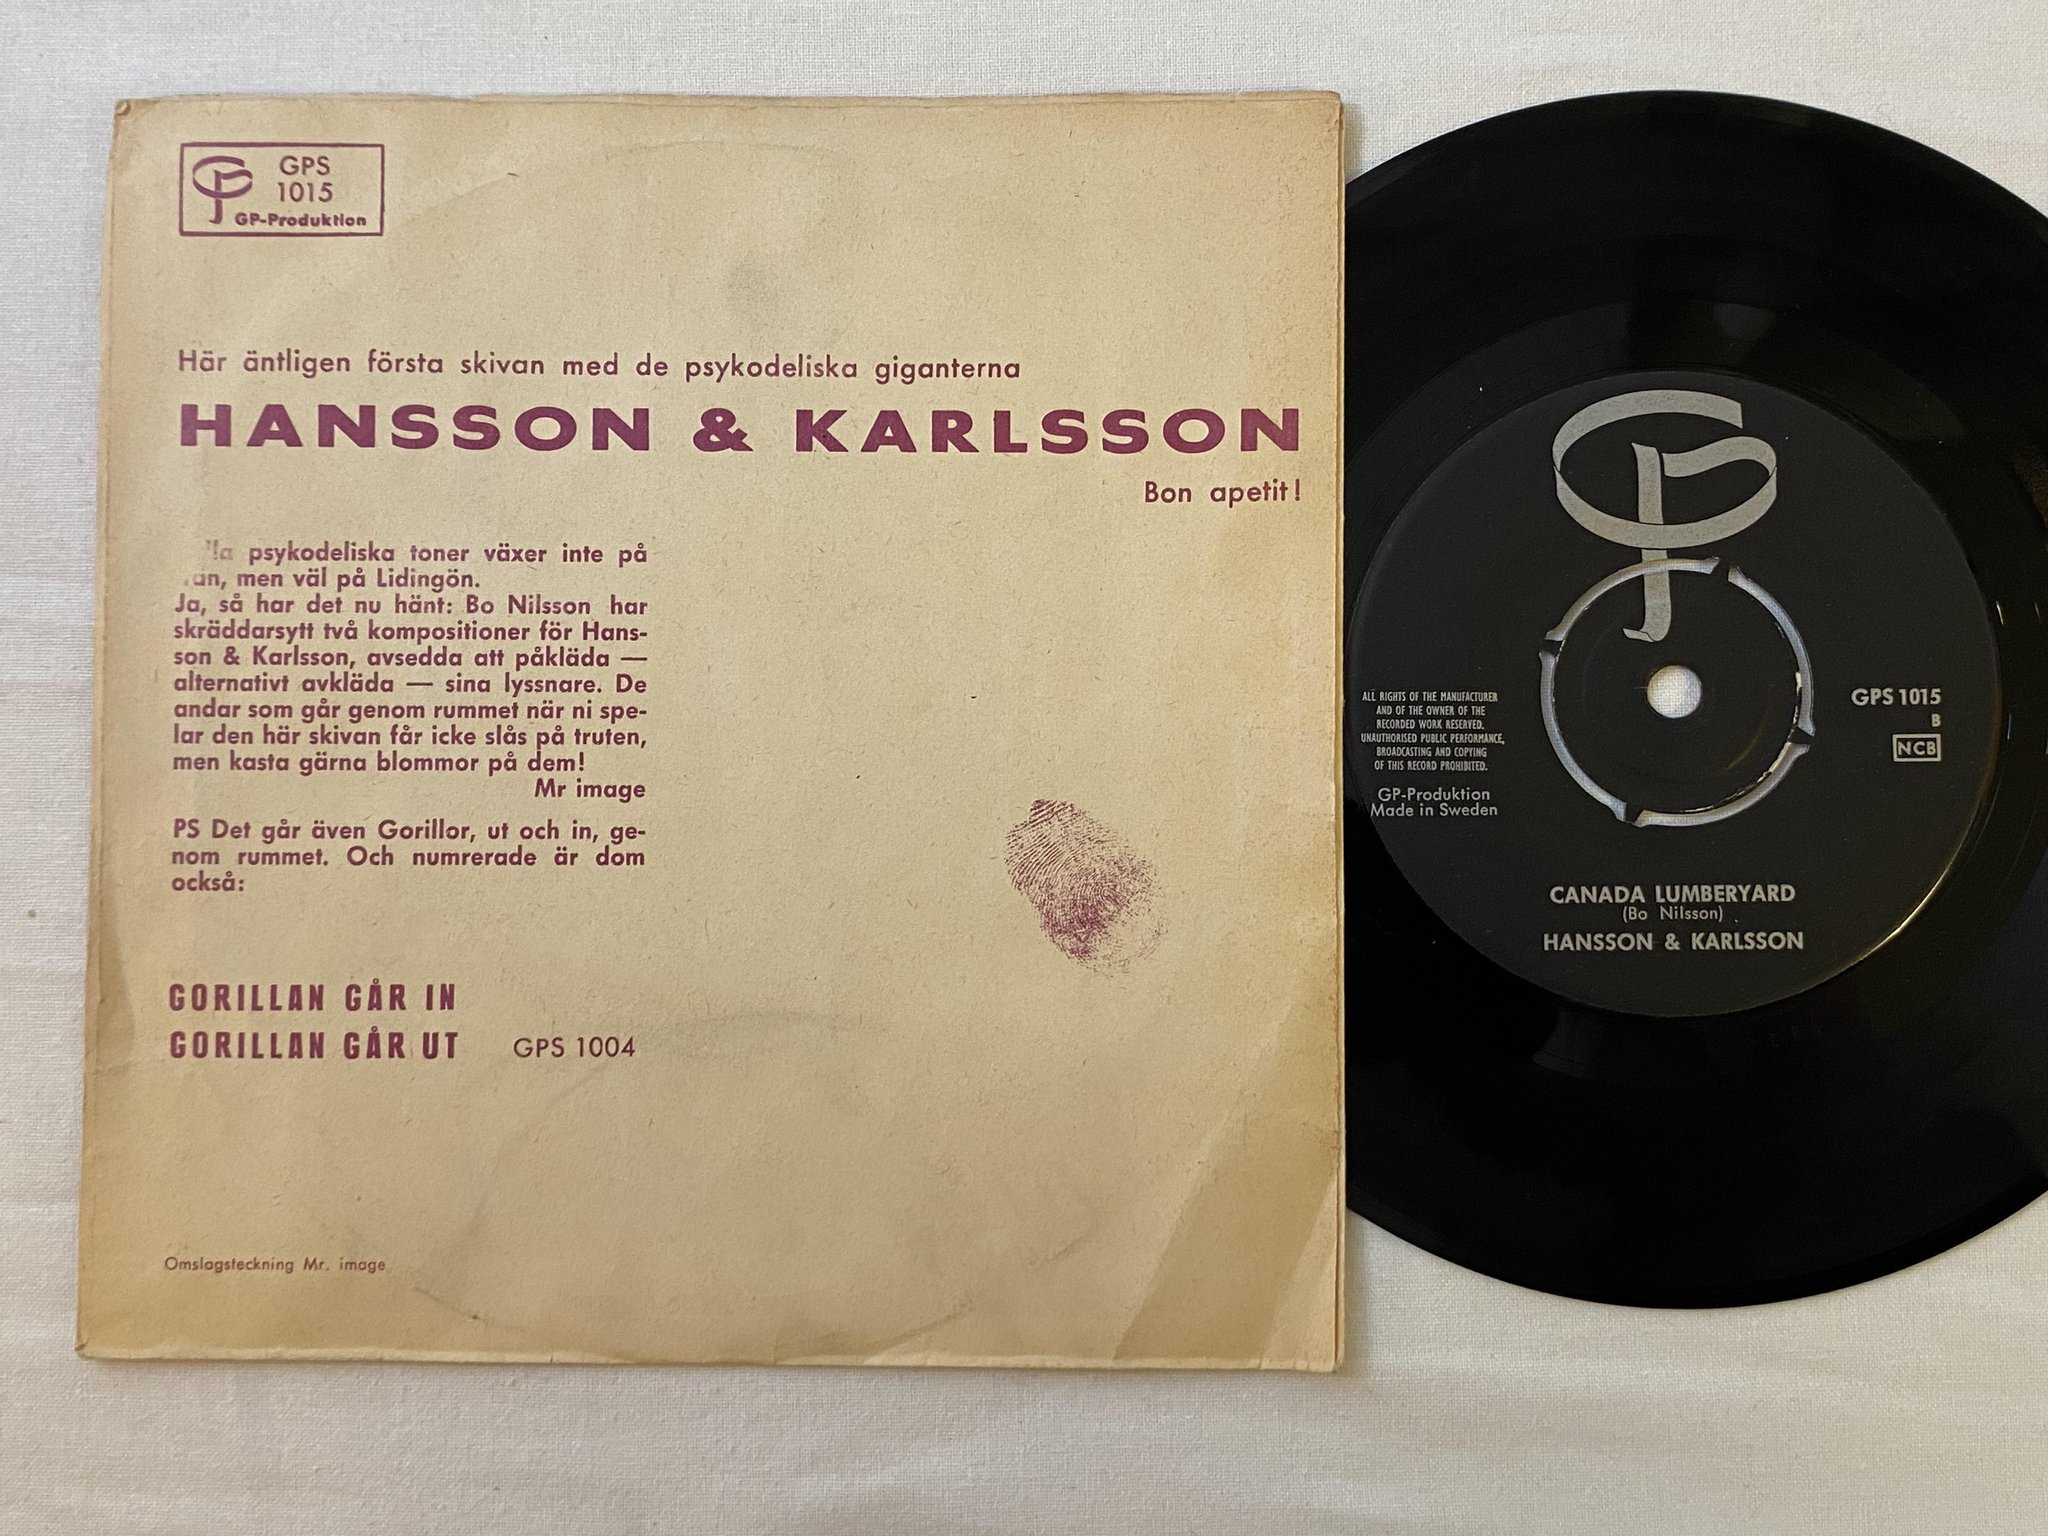 GPS
1015
GP-Produktion
Här äntligen första skivan med de psykodeliska giganterna
HANSSON & KARLSSON
Bon apetit!
psykodeliska toner växer inte på
men väl på Lidingön.
Ja, så har det nu hänt: Bo Nilsson har
skräddarsytt två kompositioner för Hans-
son & Karlsson, avsedda att påkläda —
alternativt avkläda — sina lyssnare. De
andar som går genom rummet när ni spe-
lar den här skivan får icke slås på truten,
men kasta gärna blommor på dem!
Mr image
PS Det går även Gorillor, ut och in, ge-
nom rummet. Och numrerade är dom
också:
GORILLAN GÅR IN
GORILLAN GÅR UT GPS 1004
Omslagsteckning Mr. image
ALL RIGHTS OF THE MANUFACTURER
AND OF THE OWNER OF THE
RECORDED WORK RESERVED.
UNAUTHORISED PUBLIC PERFORMANCE,
BROADCASTING AND COPYING
OF THIS RECORD PROHIBITED.
GP-Produktion
Made in Sweden
GPS 1015
B
NCB
CANADA LUMBERYARD
(Bo Nilsson)
HANSSON & KARLSSON